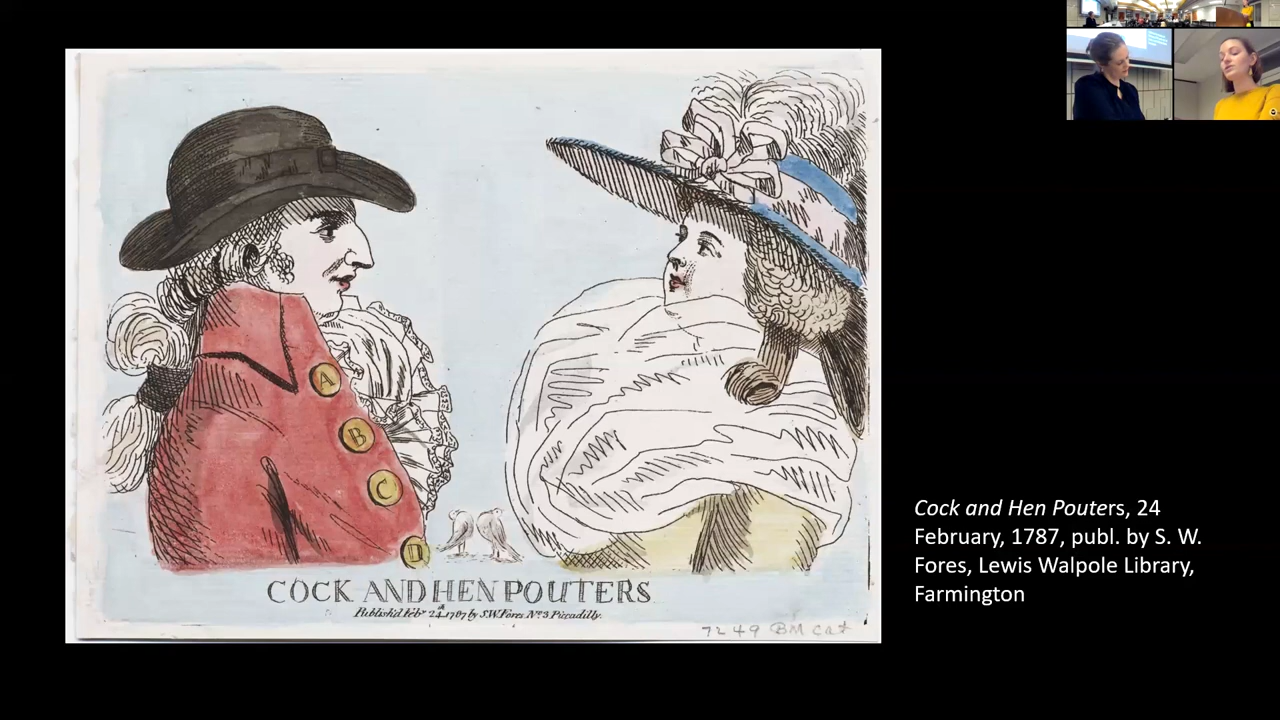 A
B
C
D
COCK AND HEN POUTERS
Publish'd Feby 24th 1787 by S.W. Fores No 3 Piccadilly.
7249 BM cat
Cock and Hen Pouters, 24
February, 1787, publ. by S. W.
Fores, Lewis Walpole Library,
Farmington